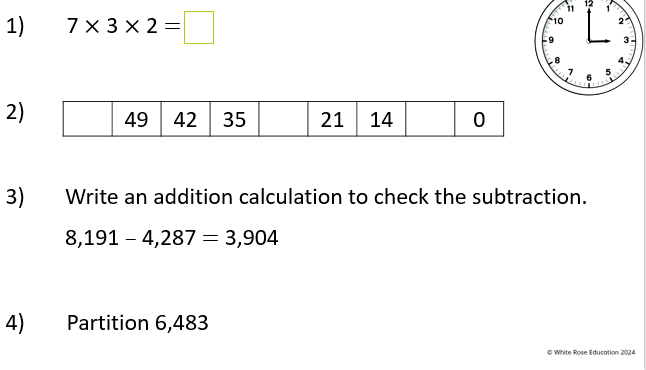 1) 7 × 3 × 2 =
12
11 1
10 2
9 3
8 4
7 5
6
2) 49 42 35 21 14 0
3) Write an addition calculation to check the subtraction.
8,191 – 4,287 = 3,904
4) Partition 6,483
© White Rose Education 2024